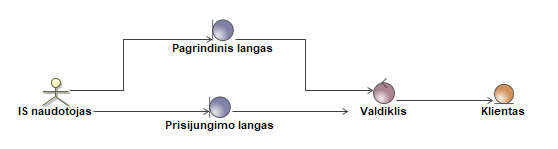 Pagrindinis langas
IS naudotojas
Prisijungimo langas
Valdiklis
Klientas